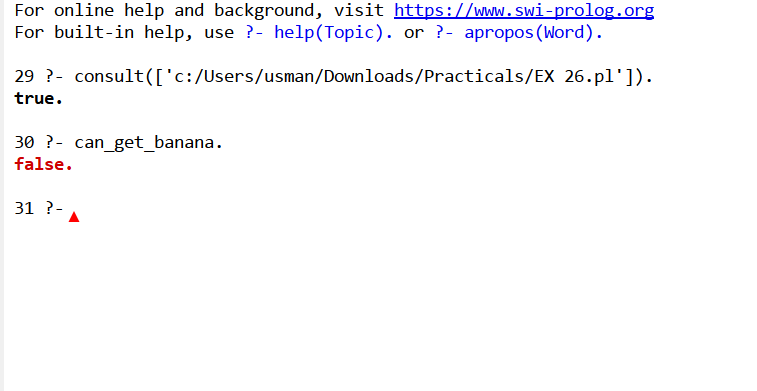 For online help and background, visit https://www.swi-prolog.org
For built-in help, use ?- help(Topic). or ?- apropos(Word).
29 ?- consult(['c:/Users/usman/Downloads/Practicals/EX 26.pl']).
true.
30 ?- can_get_banana.
false.
31 ?-